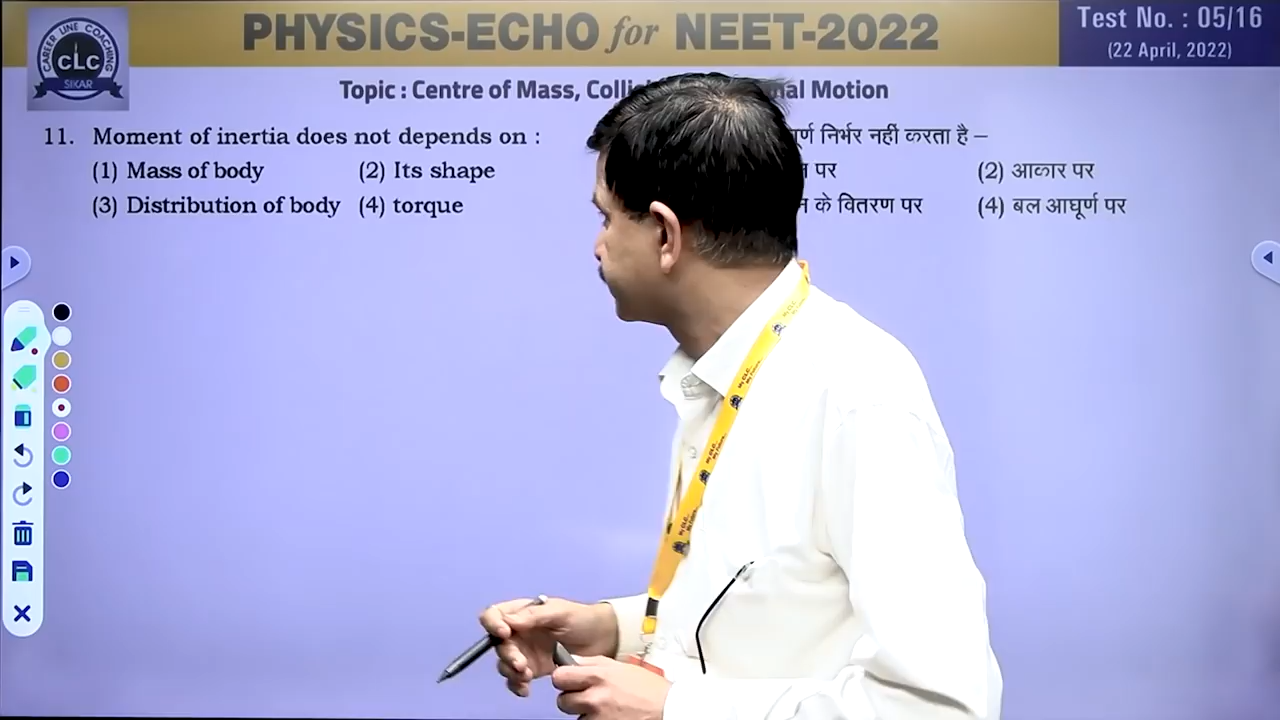 PHYSICS-ECHO for NEET-2022
Test No. : 05/16
(22 April, 2022)
CAREER LINE COACHING
CLC
SIKAR
Topic : Centre of Mass, Motion
11. Moment of inertia does not depends on :
(1) Mass of body (2) Its shape
(3) Distribution of body (4) torque
निर्भर नहीं करता है –
पर (2) आकार पर
के वितरण पर (4) बल आघूर्ण पर